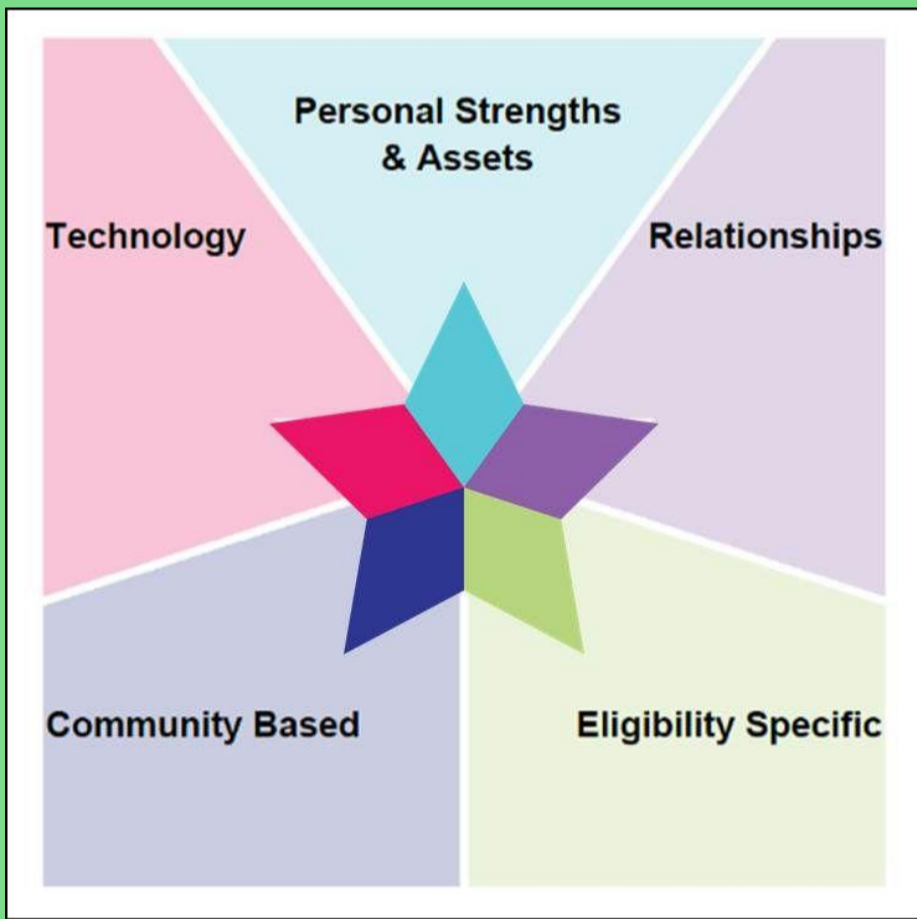 Personal Strengths
& Assets
Technology
Relationships
Community Based
Eligibility Specific